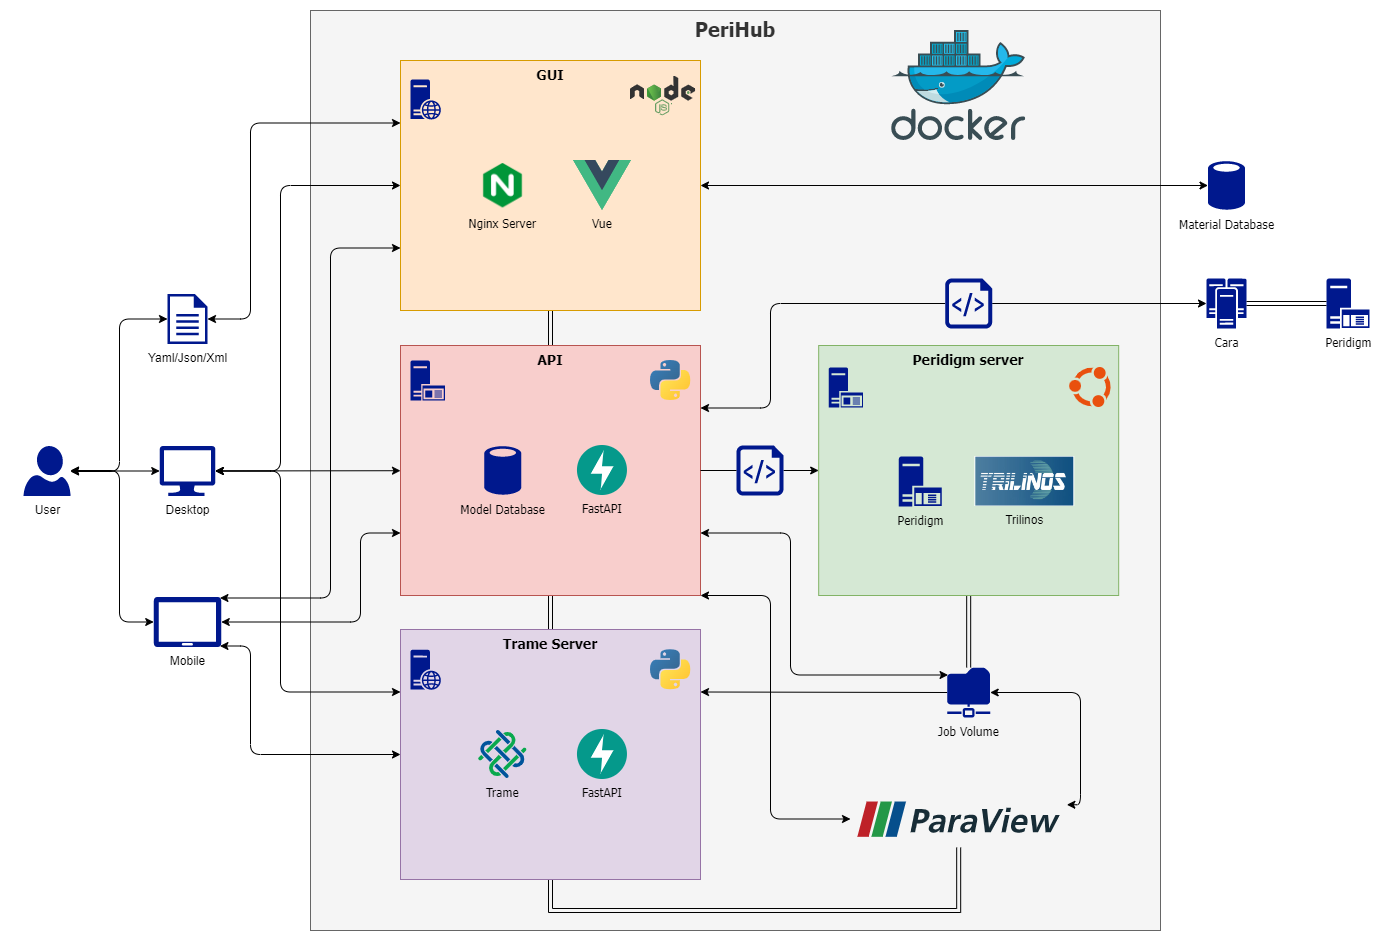 PeriHub
docker
GUI
node
JS
Nginx Server
Vue
Material Database
Yaml/Json/Xml
</>
Cara
Peridigm
API
Peridigm server
User
Desktop
Model Database
FastAPI
</>
Peridigm
TRILINOS
Trilinos
Mobile
Trame Server
Trame
FastAPI
Job Volume
ParaView